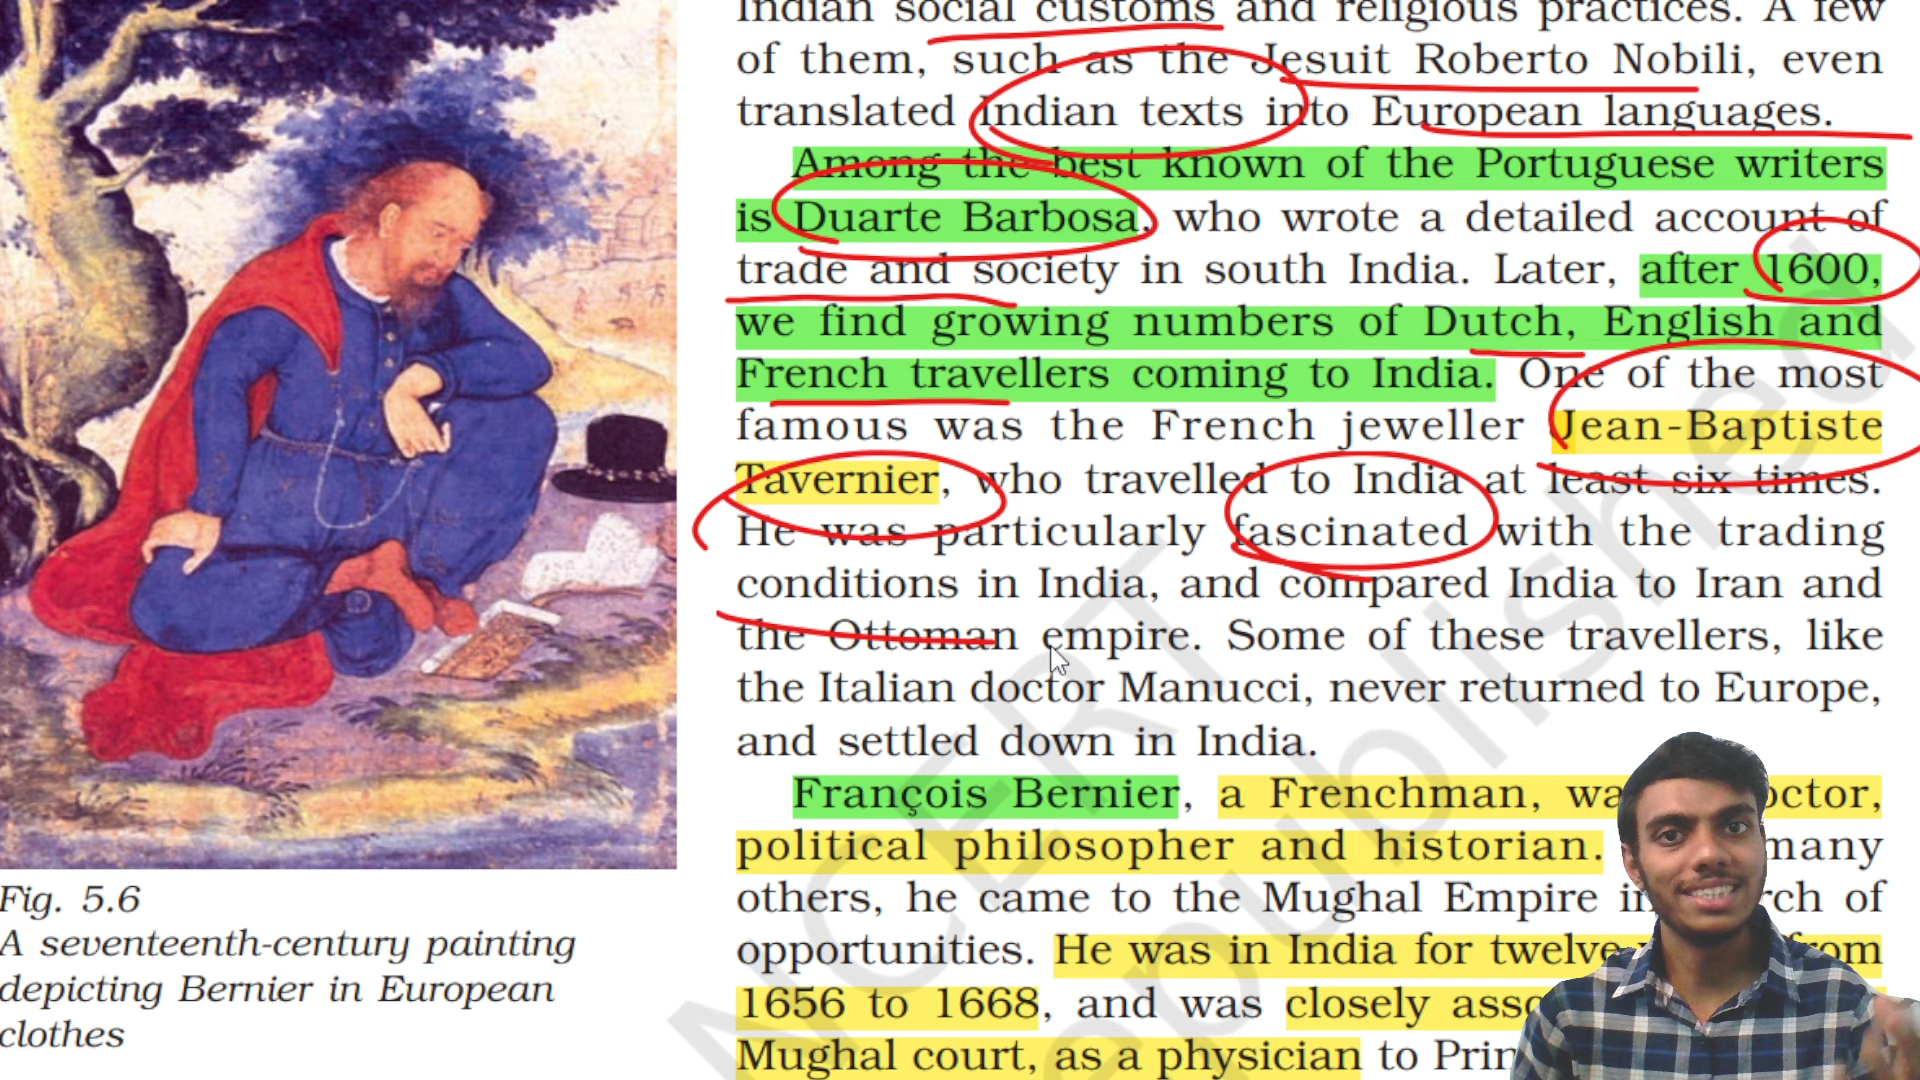 Indian social customs and religious practices. A few
of them, such as the Jesuit Roberto Nobili, even
translated Indian texts into European languages.
Among the best known of the Portuguese writers
is Duarte Barbosa, who wrote a detailed account of
trade and society in south India. Later, after 1600,
we find growing numbers of Dutch, English and
French travellers coming to India. One of the most
famous was the French jeweller Jean-Baptiste
Tavernier, who travelled to India at least six times.
He was particularly fascinated with the trading
conditions in India, and compared India to Iran and
the Ottoman empire. Some of these travellers, like
the Italian doctor Manucci, never returned to Europe,
and settled down in India.
François Bernier, a Frenchman, octor,
political philosopher and historian. many
others, he came to the Mughal Empire in rch of
opportunities. He was in India for twelve from
1656 to 1668, and was closely
Mughal court, as a physician to
Fig. 5.6
A seventeenth-century painting
depicting Bernier in European
clothes
NCERT
republished